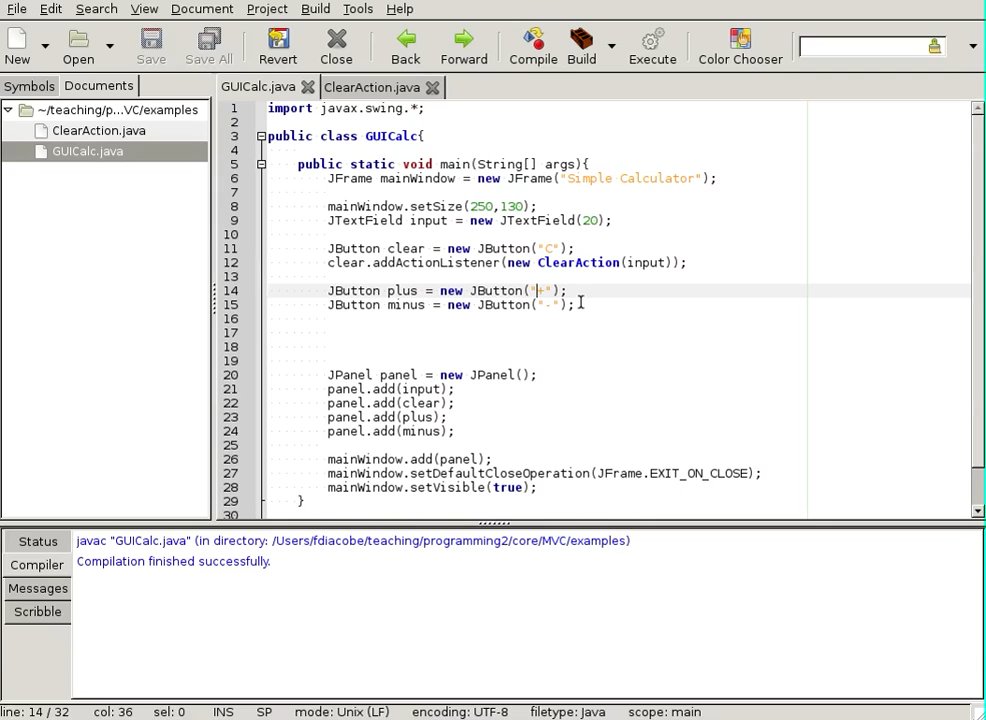 File Edit Search View Document Project Build Tools Help
New Open Save Save All Revert Close Back Forward Compile Build Execute Color Chooser
Symbols Documents GUICalc.java ClearAction.java
~/teaching/p...VC/examples
ClearAction.java
GUICalc.java
1 import javax.swing.*;
2
3 public class GUICalc{
4
5 public static void main(String[] args){
6 JFrame mainWindow = new JFrame("Simple Calculator");
7
8 mainWindow.setSize(250,130);
9 JTextField input = new JTextField(20);
10
11 JButton clear = new JButton("C");
12 clear.addActionListener(new ClearAction(input));
13
14 JButton plus = new JButton("+");
15 JButton minus = new JButton("-");
16
17
18
19
20 JPanel panel = new JPanel();
21 panel.add(input);
22 panel.add(clear);
23 panel.add(plus);
24 panel.add(minus);
25
26 mainWindow.add(panel);
27 mainWindow.setDefaultCloseOperation(JFrame.EXIT_ON_CLOSE);
28 mainWindow.setVisible(true);
29 }
30
Status
Compiler
Messages
Scribble
javac "GUICalc.java" (in directory: /Users/fdiacobe/teaching/programming2/core/MVC/examples)
Compilation finished successfully.
line: 14 / 32 col: 36 sel: 0 INS SP mode: Unix (LF) encoding: UTF-8 filetype: Java scope: main